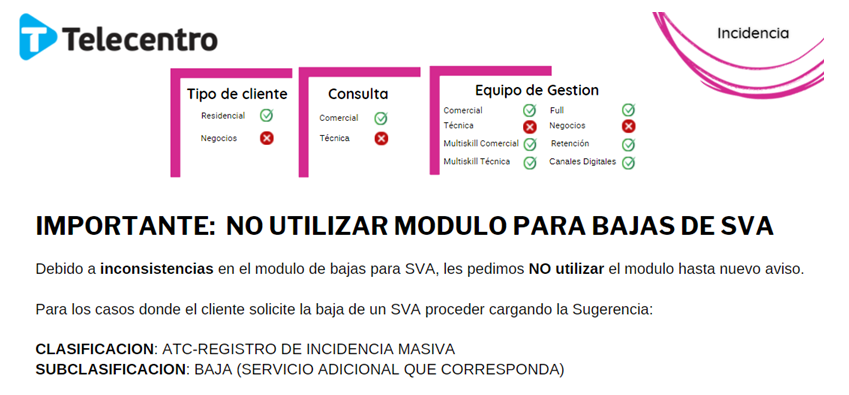 Telecentro
Incidencia
Tipo de cliente
Residencial
Negocios
Consulta
Comercial
Técnica
Equipo de Gestion
Comercial
Full
Técnica
Negocios
Multiskill Comercial
Retención
Multiskill Técnica
Canales Digitales
IMPORTANTE: NO UTILIZAR MODULO PARA BAJAS DE SVA
Debido a inconsistencias en el modulo de bajas para SVA, les pedimos NO utilizar el modulo hasta nuevo aviso.
Para los casos donde el cliente solicite la baja de un SVA proceder cargando la Sugerencia:
CLASIFICACION: ATC-REGISTRO DE INCIDENCIA MASIVA
SUBCLASIFICACION: BAJA (SERVICIO ADICIONAL QUE CORRESPONDA)